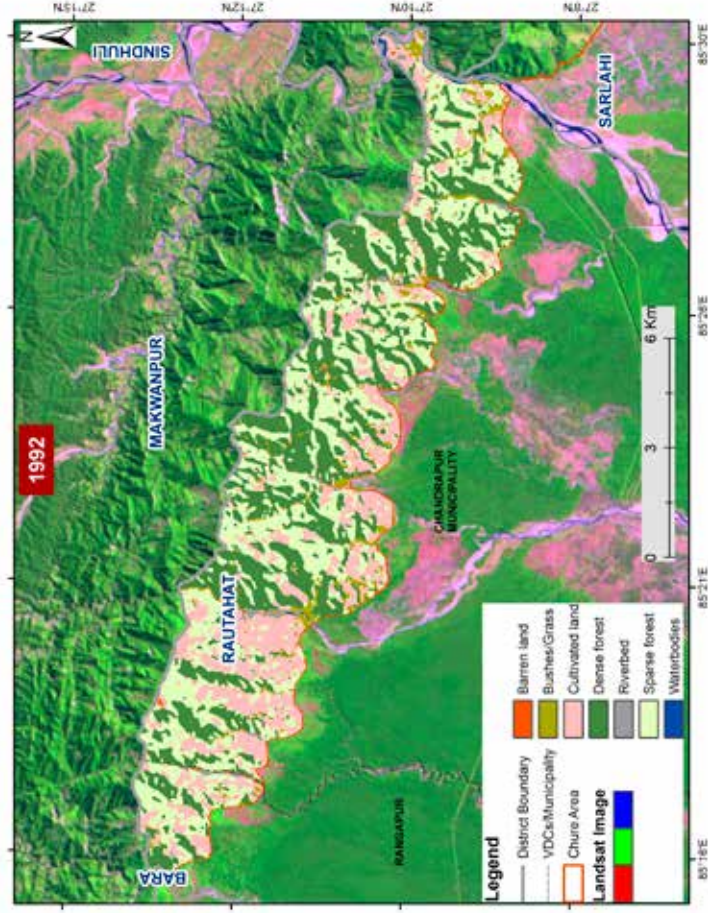 1992
N
27°15'N
27°12'N
27°10'N
27°8'N
SINDHULI
MAKWANPUR
RAUTAHAT
BARA
SARLAHI
CHANDRAPUR
MUNICIPALITY
RANGAPUR
Legend
District Boundary
VDCs/Municipality
Chure Area
Landsat Image
Barren land
Bushes/Grass
Cultivated land
Dense forest
Riverbed
Sparse forest
Waterbodies
0 3 6 Km
85°16'E
85°21'E
85°26'E
85°30'E